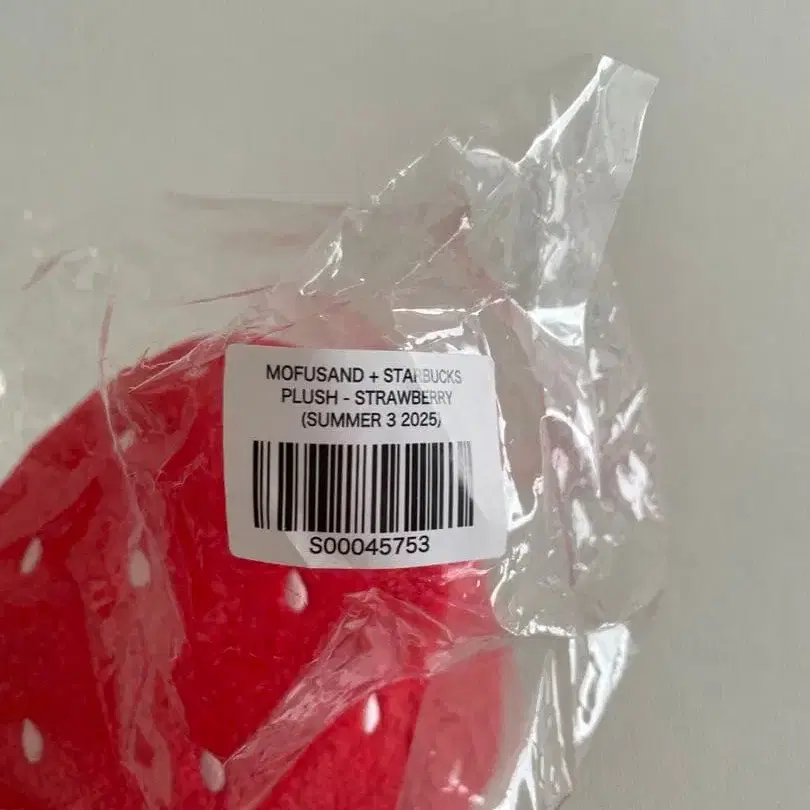 MOFUSAND + STARBUCKS
PLUSH - STRAWBERRY
(SUMMER 3 2025)
S00045753